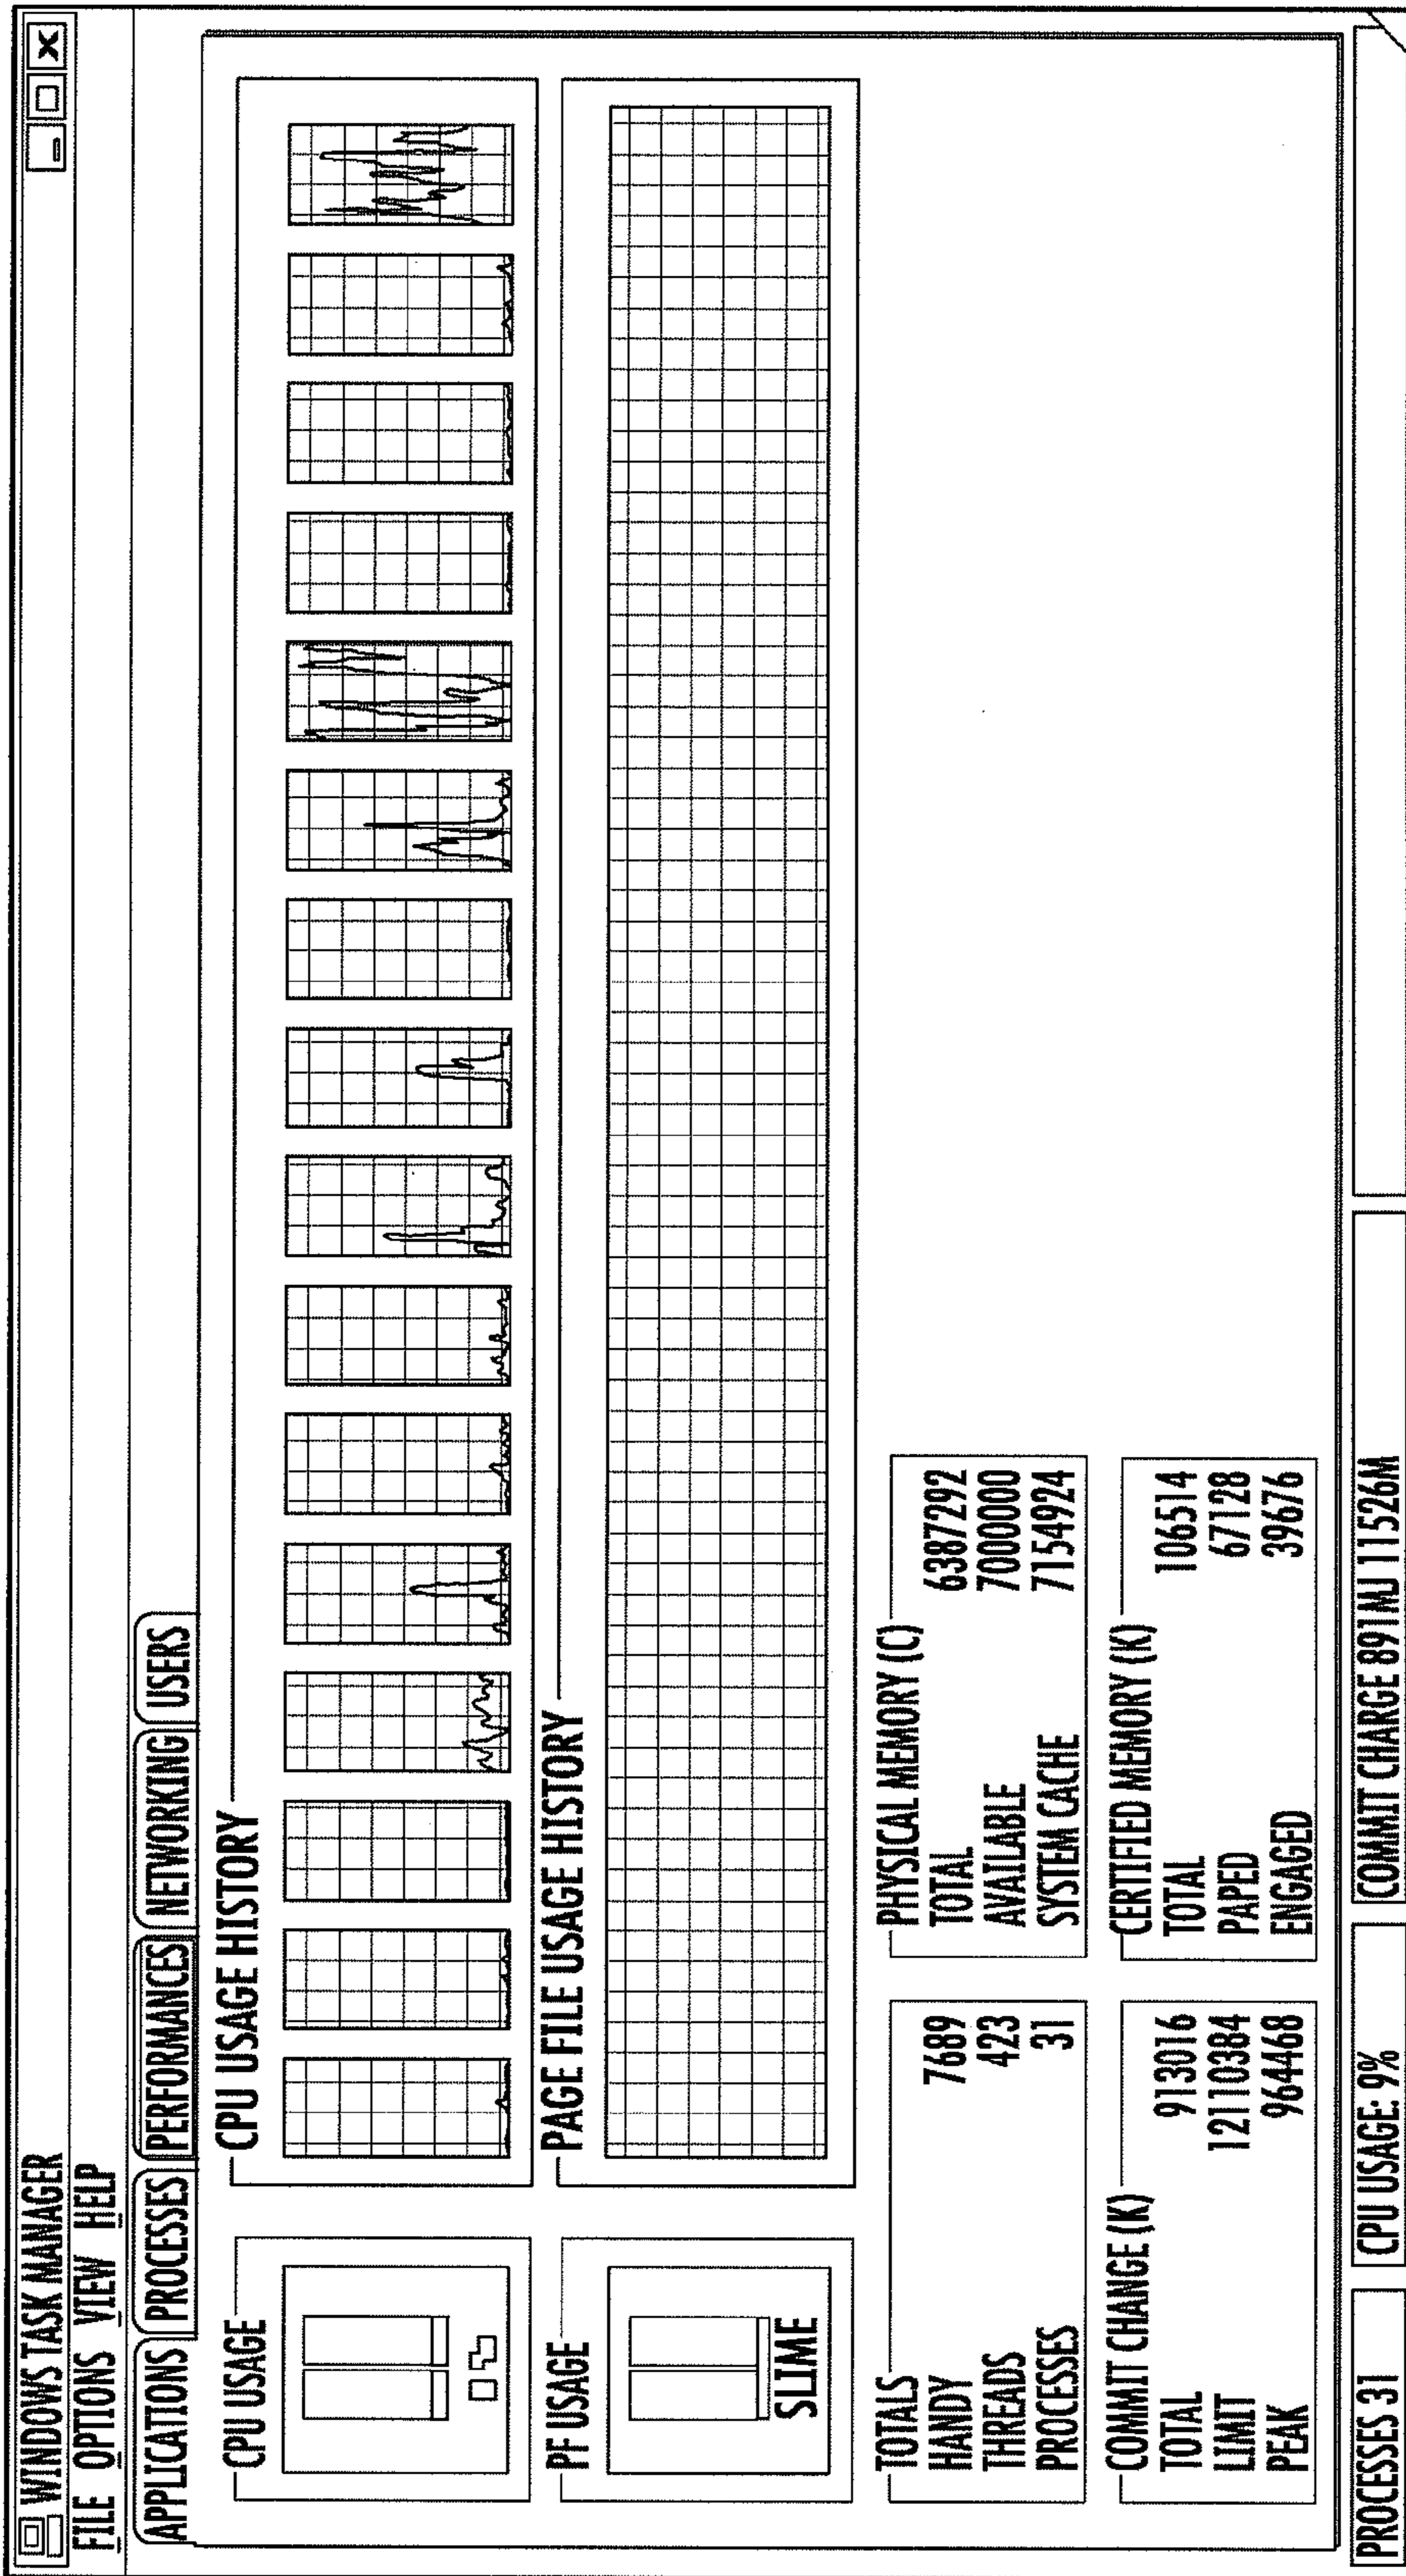 WINDOWS TASK MANAGER
FILE OPTIONS VIEW HELP
APPLICATIONS PROCESSES PERFORMANCES NETWORKING USERS
CPU USAGE
CPU USAGE HISTORY
PF USAGE
SLIME
PAGE FILE USAGE HISTORY
TOTALS
HANDY 7689
THREADS 423
PROCESSES 31
PHYSICAL MEMORY (C)
TOTAL 6387292
AVAILABLE 7000000
SYSTEM CACHE 7154924
COMMIT CHANGE (K)
TOTAL 913016
LIMIT 12110384
PEAK 964468
CERTIFIED MEMORY (K)
TOTAL 106514
PAPED 67128
ENGAGED 39676
PROCESSES 31
CPU USAGE: 9%
COMMIT CHARGE 891MJ 11526M